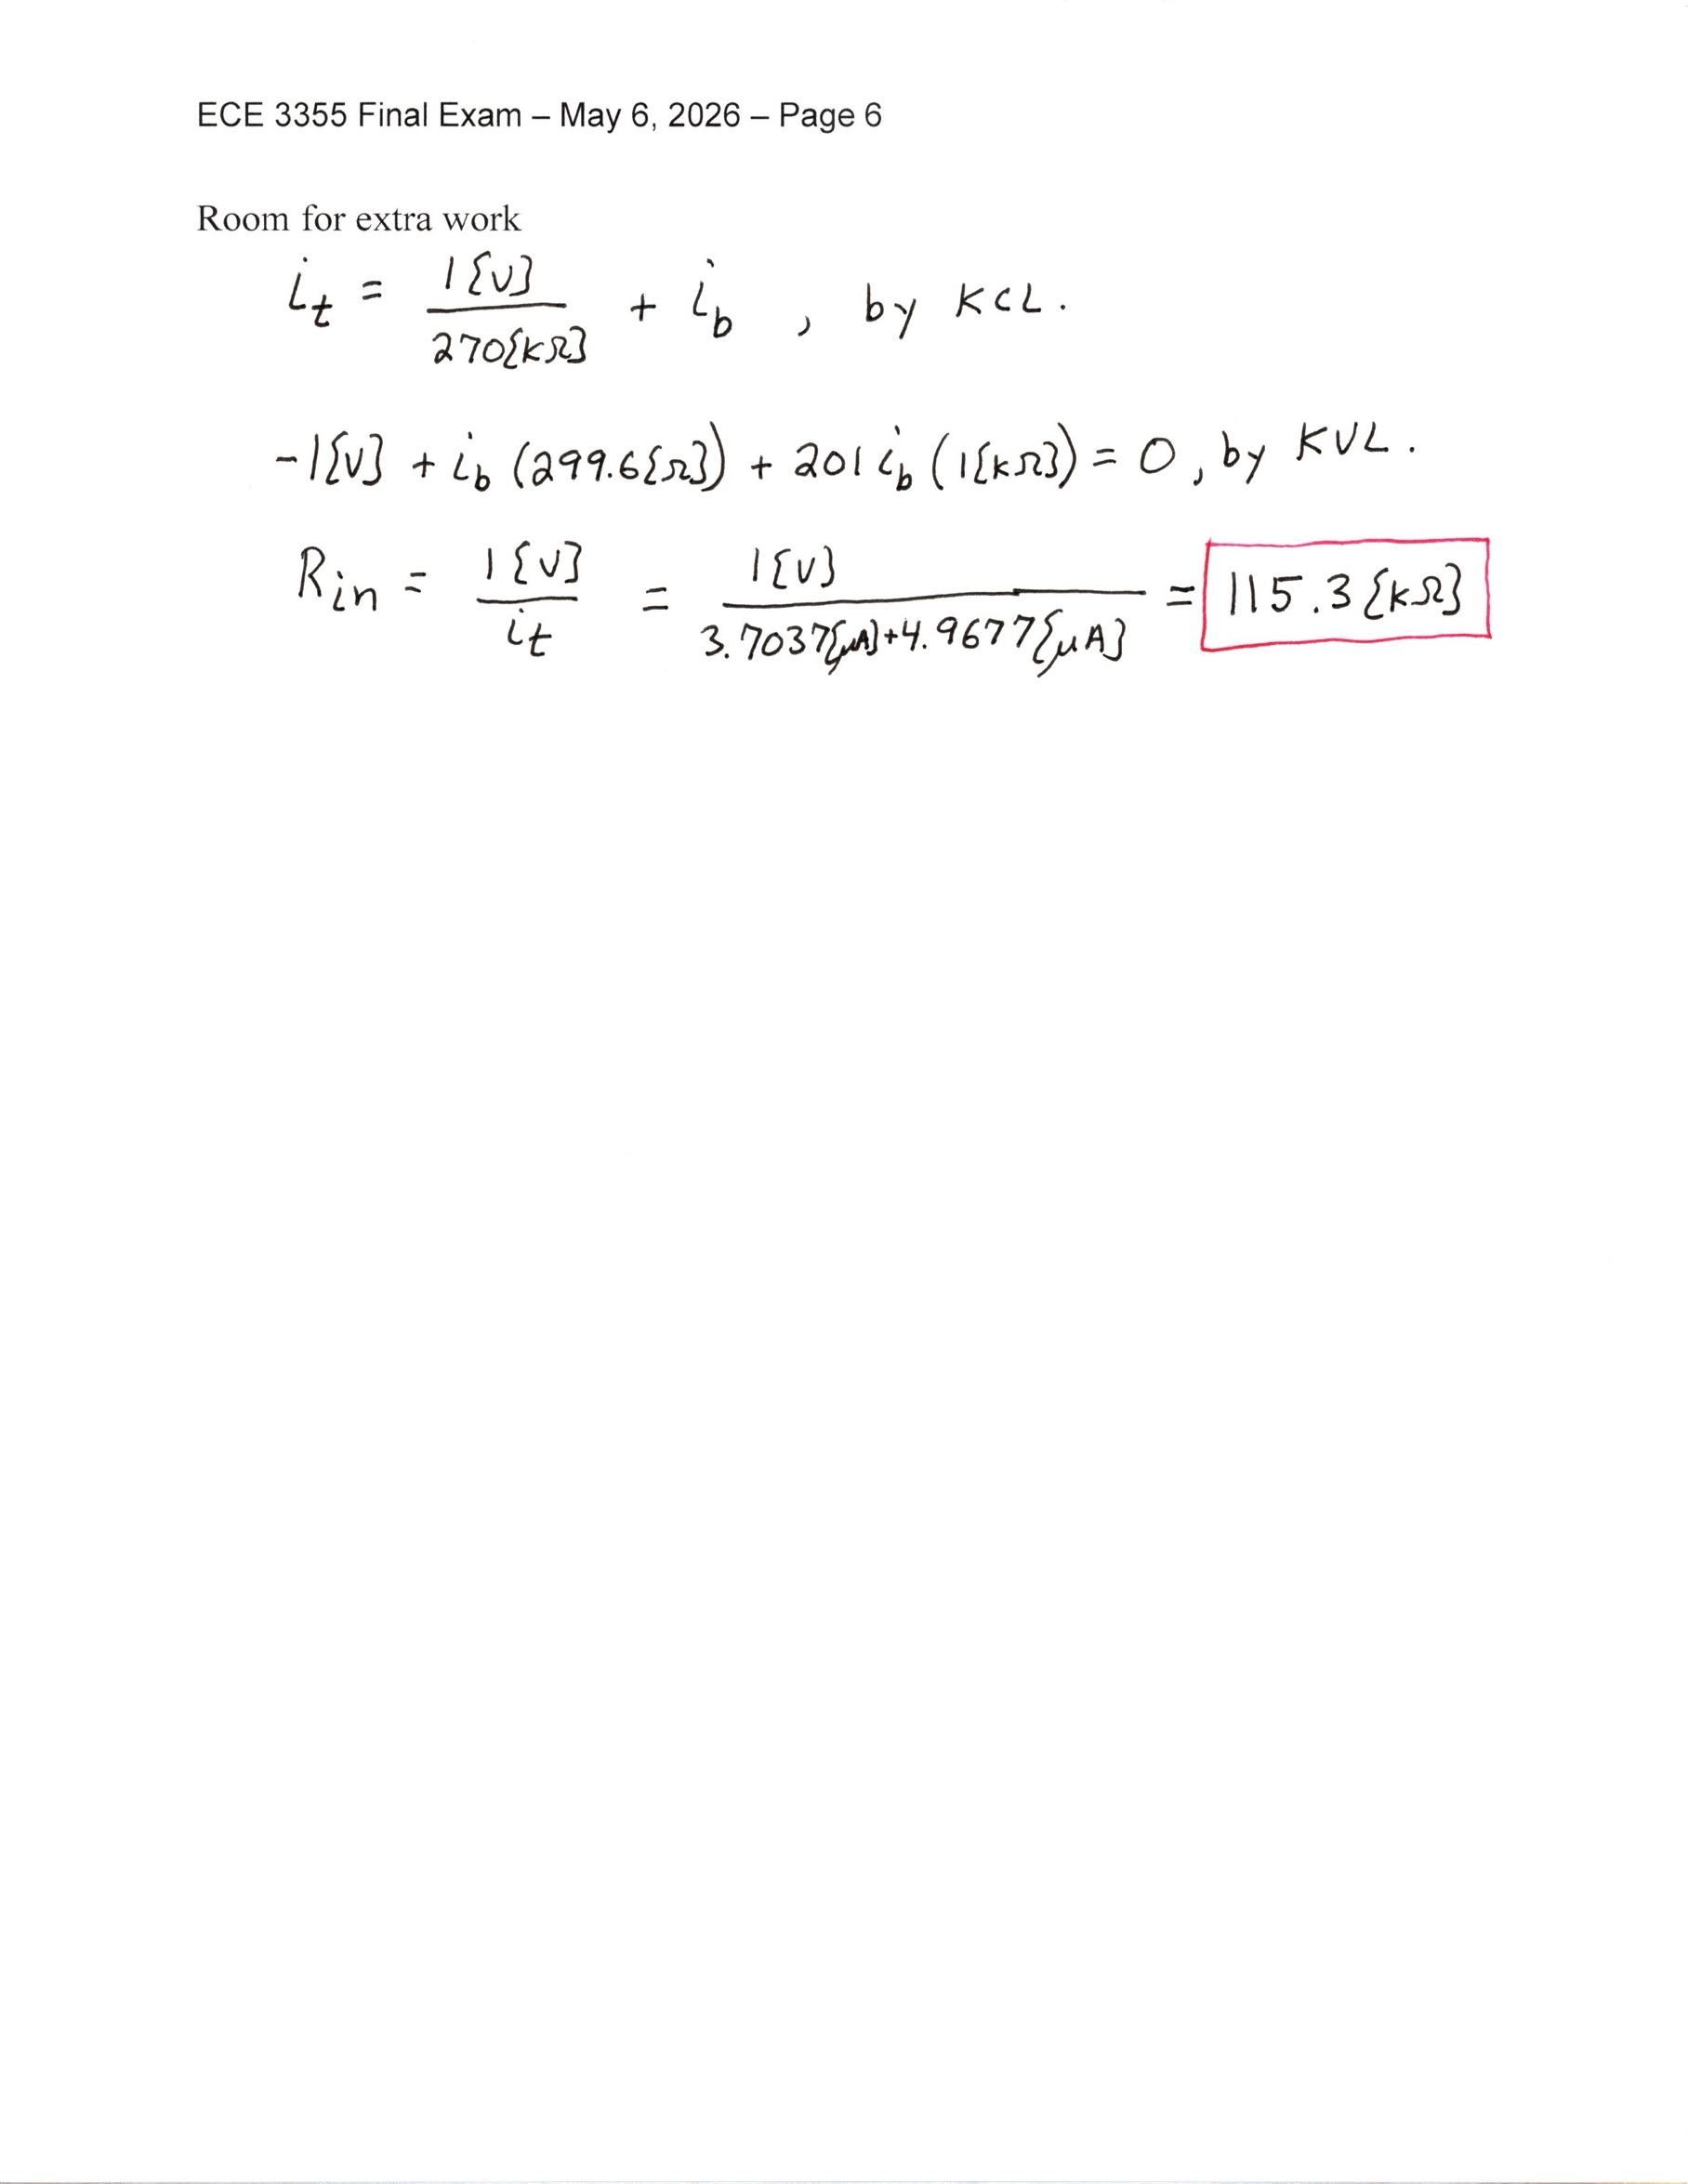 ECE 3355 Final Exam – May 6, 2026 – Page 6
Room for extra work
i_t = 1{V} / 270{kΩ} + i_b , by KCL.
-1{V} + i_b (299.6{Ω}) + 201 i_b (1{kΩ}) = 0, by KVL.
R_in = 1{V} / i_t = 1{V} / 3.7037{μA}+4.9677{μA} = 115.3{kΩ}